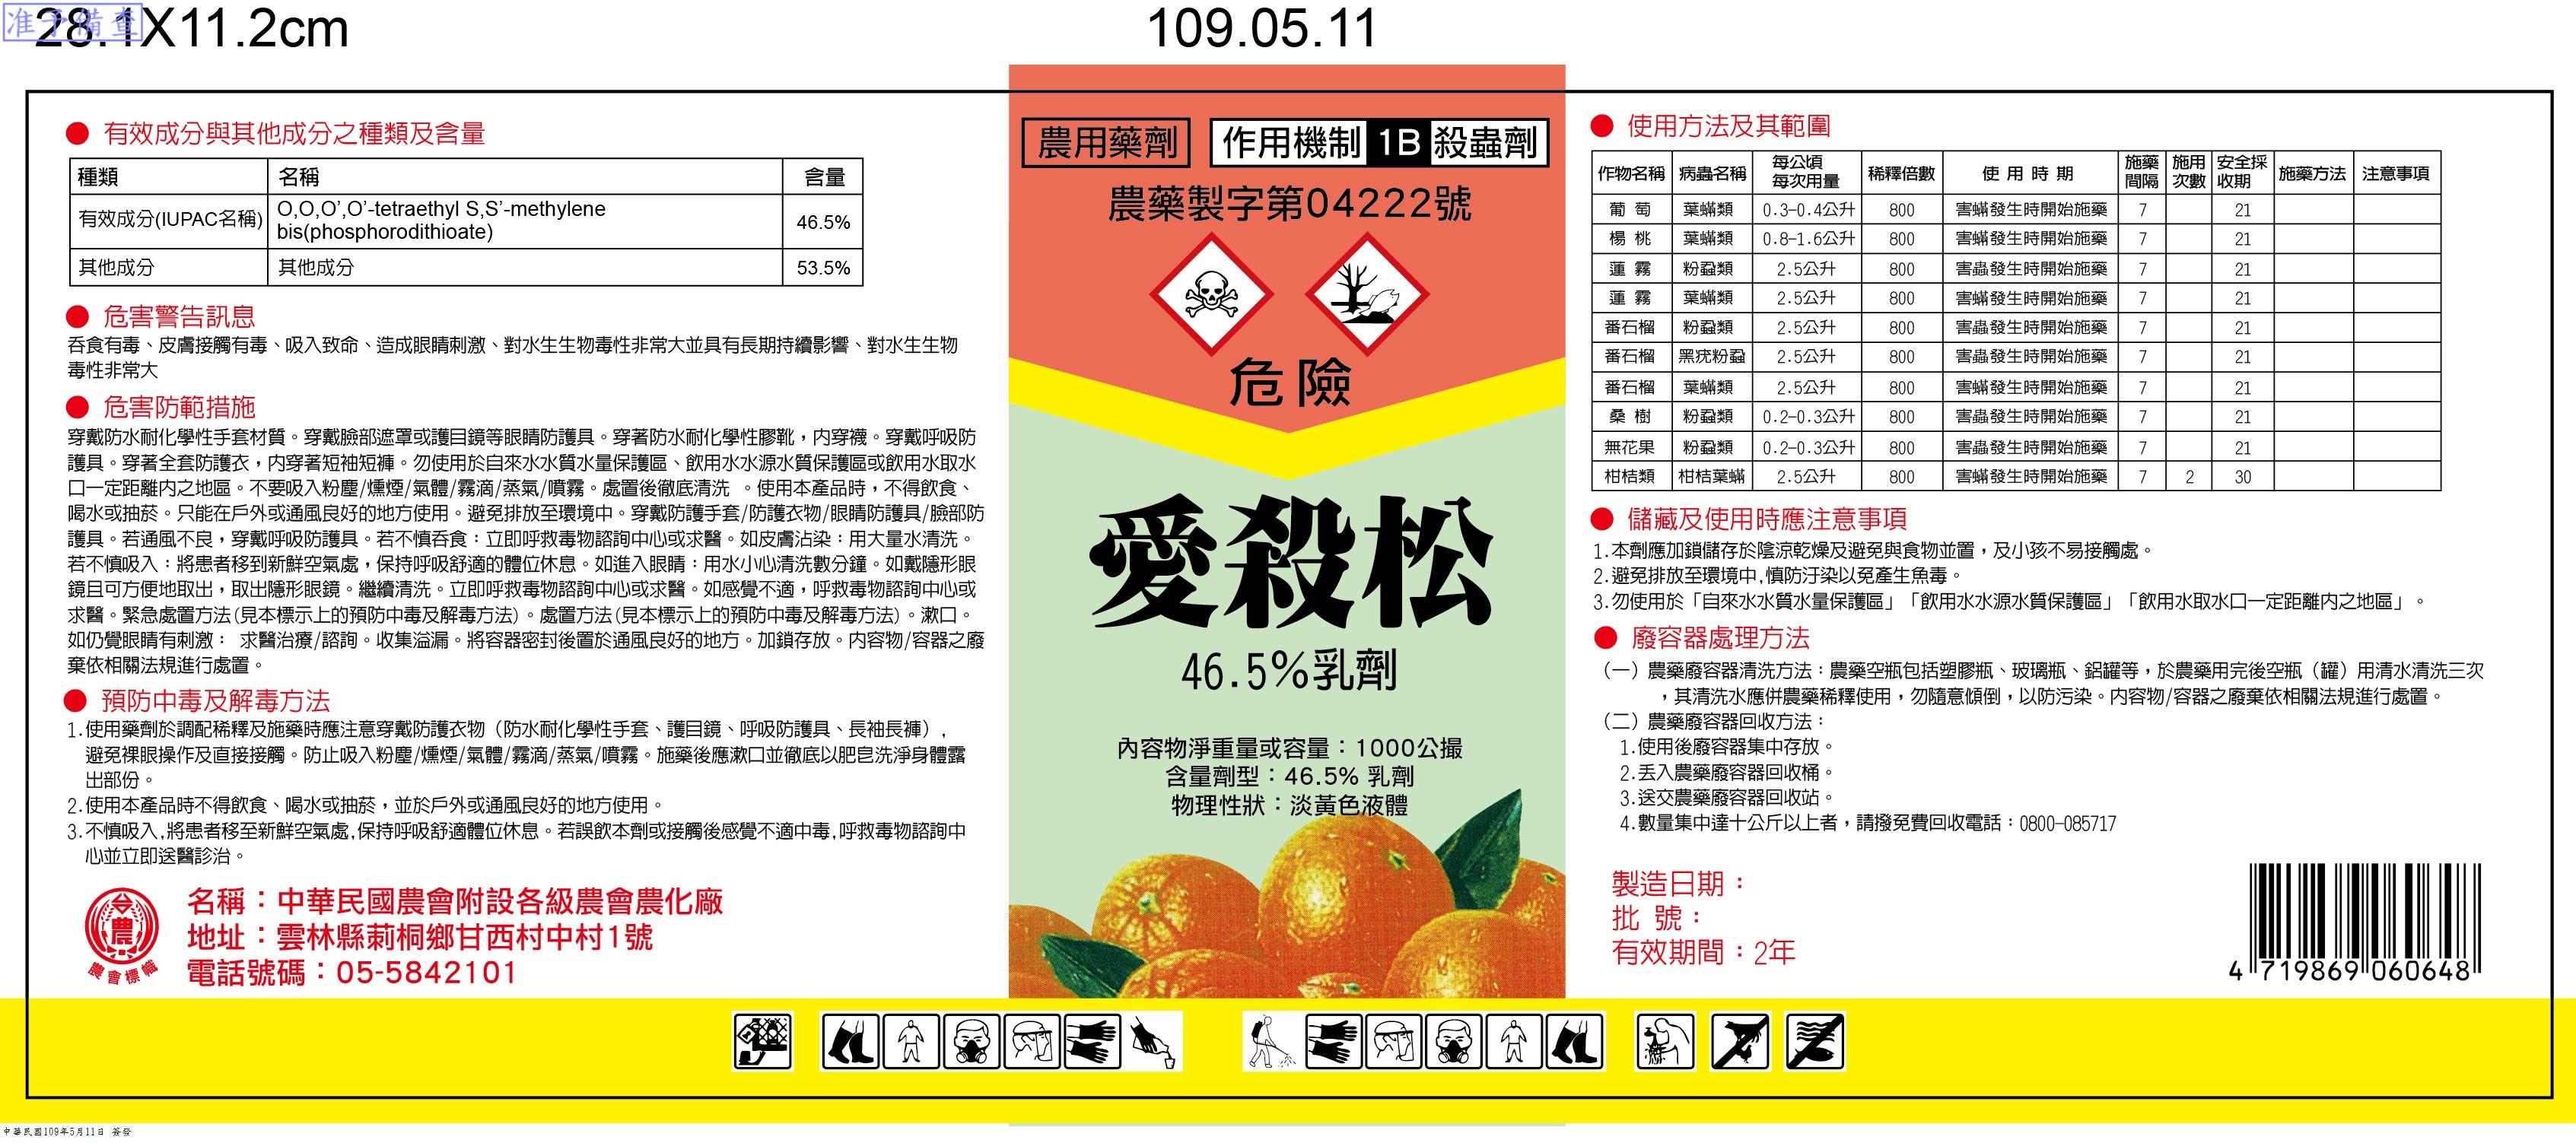 准予備查
28.1X11.2cm
109.05.11
● 有效成分與其他成分之種類及含量
種類 名稱 含量
有效成分(IUPAC名稱) O,O,O’,O’-tetraethyl S,S’-methylene bis(phosphorodithioate) 46.5%
其他成分 其他成分 53.5%
● 危害警告訊息
吞食有毒、皮膚接觸有毒、吸入致命、造成眼睛刺激、對水生生物毒性非常大並具有長期持續影響、對水生生物
毒性非常大
● 危害防範措施
穿戴防水耐化學性手套材質。穿戴臉部遮罩或護目鏡等眼睛防護具。穿著防水耐化學性膠靴，内穿襪。穿戴呼吸防
護具。穿著全套防護衣，内穿著短袖短褲。勿使用於自來水水質水量保護區、飲用水水源水質保護區或飲用水取水
口一定距離内之地區。不要吸入粉塵/燻煙/氣體/霧滴/蒸氣/噴霧。處置後徹底清洗 。使用本產品時，不得飲食、
喝水或抽菸。只能在戶外或通風良好的地方使用。避免排放至環境中。穿戴防護手套/防護衣物/眼睛防護具/臉部防
護具。若通風不良，穿戴呼吸防護具。若不慎吞食：立即呼救毒物諮詢中心或求醫。如皮膚沾染：用大量水清洗。
若不慎吸入：將患者移到新鮮空氣處，保持呼吸舒適的體位休息。如進入眼睛：用水小心清洗數分鐘。如戴隱形眼
鏡且可方便地取出，取出隱形眼鏡。繼續清洗。立即呼救毒物諮詢中心或求醫。如感覺不適，呼救毒物諮詢中心或
求醫。緊急處置方法(見本標示上的預防中毒及解毒方法)。處置方法(見本標示上的預防中毒及解毒方法)。漱口。
如仍覺眼睛有刺激： 求醫治療/諮詢。收集溢漏。將容器密封後置於通風良好的地方。加鎖存放。内容物/容器之廢
棄依相關法規進行處置。
● 預防中毒及解毒方法
1.使用藥劑於調配稀釋及施藥時應注意穿戴防護衣物（防水耐化學性手套、護目鏡、呼吸防護具、長袖長褲），
避免裸眼操作及直接接觸。防止吸入粉塵/燻煙/氣體/霧滴/蒸氣/噴霧。施藥後應漱口並徹底以肥皂洗淨身體露
出部份。
2.使用本產品時不得飲食、喝水或抽菸，並於戶外或通風良好的地方使用。
3.不慎吸入,將患者移至新鮮空氣處,保持呼吸舒適體位休息。若誤飲本劑或接觸後感覺不適中毒,呼救毒物諮詢中
心並立即送醫診治。
農
農會標幟
名稱：中華民國農會附設各級農會農化廠
地址：雲林縣莿桐鄉甘西村中村1號
電話號碼：05-5842101
農用藥劑 作用機制 1B 殺蟲劑
農藥製字第04222號
危險
愛殺松
46.5%乳劑
內容物淨重量或容量：1000公撮
含量劑型：46.5% 乳劑
物理性狀：淡黃色液體
● 使用方法及其範圍
作物名稱 病蟲名稱 每公頃每次用量 稀釋倍數 使用時期 施藥間隔 施用次數 安全採收期 施藥方法 注意事項
葡萄 葉蟎類 0.3-0.4公升 800 害蟎發生時開始施藥 7 21
楊桃 葉蟎類 0.8-1.6公升 800 害蟎發生時開始施藥 7 21
蓮霧 粉蝨類 2.5公升 800 害蟲發生時開始施藥 7 21
蓮霧 葉蟎類 2.5公升 800 害蟎發生時開始施藥 7 21
番石榴 粉蝨類 2.5公升 800 害蟲發生時開始施藥 7 21
番石榴 黑疣粉蝨 2.5公升 800 害蟲發生時開始施藥 7 21
番石榴 葉蟎類 2.5公升 800 害蟎發生時開始施藥 7 21
桑樹 粉蝨類 0.2-0.3公升 800 害蟲發生時開始施藥 7 21
無花果 粉蝨類 0.2-0.3公升 800 害蟲發生時開始施藥 7 21
柑桔類 柑桔葉蟎 2.5公升 800 害蟎發生時開始施藥 7 2 30
● 儲藏及使用時應注意事項
1.本劑應加鎖儲存於陰涼乾燥及避免與食物並置，及小孩不易接觸處。
2.避免排放至環境中,慎防汙染以免產生魚毒。
3.勿使用於「自來水水質水量保護區」「飲用水水源水質保護區」「飲用水取水口一定距離内之地區」。
● 廢容器處理方法
（一）農藥廢容器清洗方法：農藥空瓶包括塑膠瓶、玻璃瓶、鋁罐等，於農藥用完後空瓶（罐）用清水清洗三次
，其清洗水應併農藥稀釋使用，勿隨意傾倒，以防污染。内容物/容器之廢棄依相關法規進行處置。
（二）農藥廢容器回收方法：
1.使用後廢容器集中存放。
2.丟入農藥廢容器回收桶。
3.送交農藥廢容器回收站。
4.數量集中達十公斤以上者，請撥免費回收電話：0800-085717
製造日期：
批 號：
有效期間：2年
4 719869 060648
中華民國109年5月11日 簽發